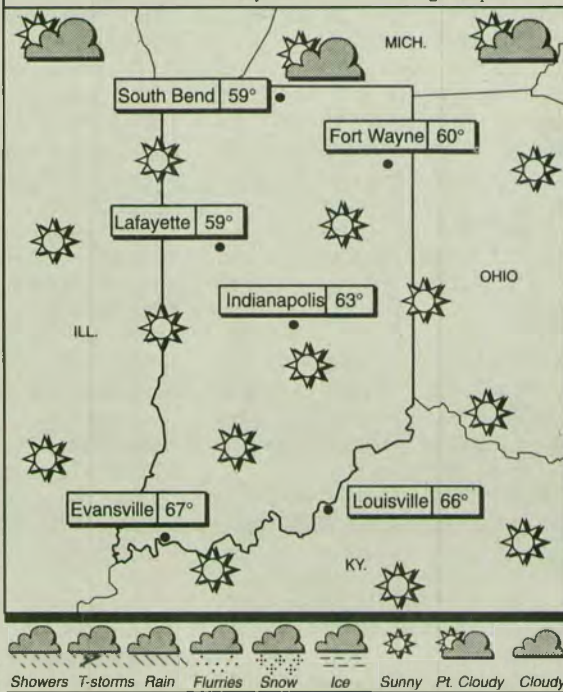 MICH.
South Bend 59°
Fort Wayne 60°
Lafayette 59°
OHIO
Indianapolis 63°
ILL.
Evansville 67°
Louisville 66°
KY.
Showers T-storms Rain Flurries Snow Ice Sunny Pt. Cloudy Cloudy